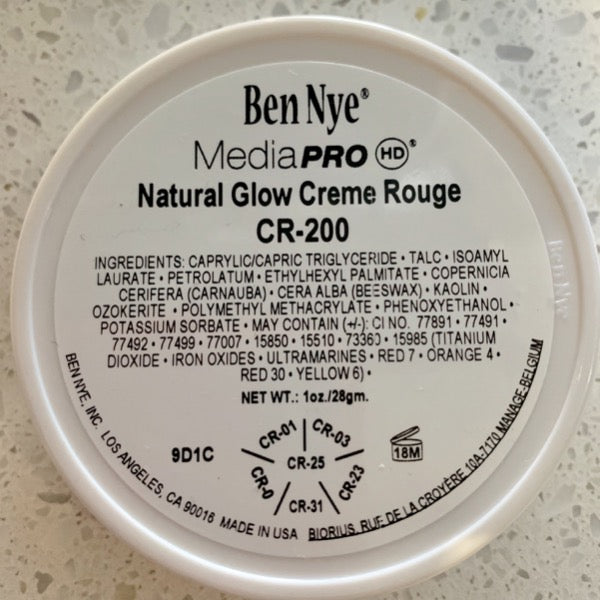 Ben Nye®
MediaPRO HD®
Natural Glow Creme Rouge
CR-200
INGREDIENTS: CAPRYLIC/CAPRIC TRIGLYCERIDE • TALC • ISOAMYL
LAURATE • PETROLATUM • ETHYLHEXYL PALMITATE • COPERNICIA
CERIFERA (CARNAUBA) • CERA ALBA (BEESWAX) • KAOLIN •
OZOKERITE • POLYMETHYL METHACRYLATE • PHENOXYETHANOL •
POTASSIUM SORBATE • MAY CONTAIN (+/-): CI NO. 77891 • 77491 •
77492 • 77499 • 77007 • 15850 • 15510 • 73360 • 15985 (TITANIUM
DIOXIDE • IRON OXIDES • ULTRAMARINES • RED 7 • ORANGE 4 •
RED 30 • YELLOW 6) •
NET WT.: 1oz./28gm.
9D1C
CR-01
CR-03
CR-25
CR-0
CR-31
CR-23
18M
BEN NYE, INC. LOS ANGELES, CA 90016 MADE IN USA
BIORIUS, RUE DE LA CROYÈRE 10A-7170 MANAGE-BELGIUM
Ben Nye